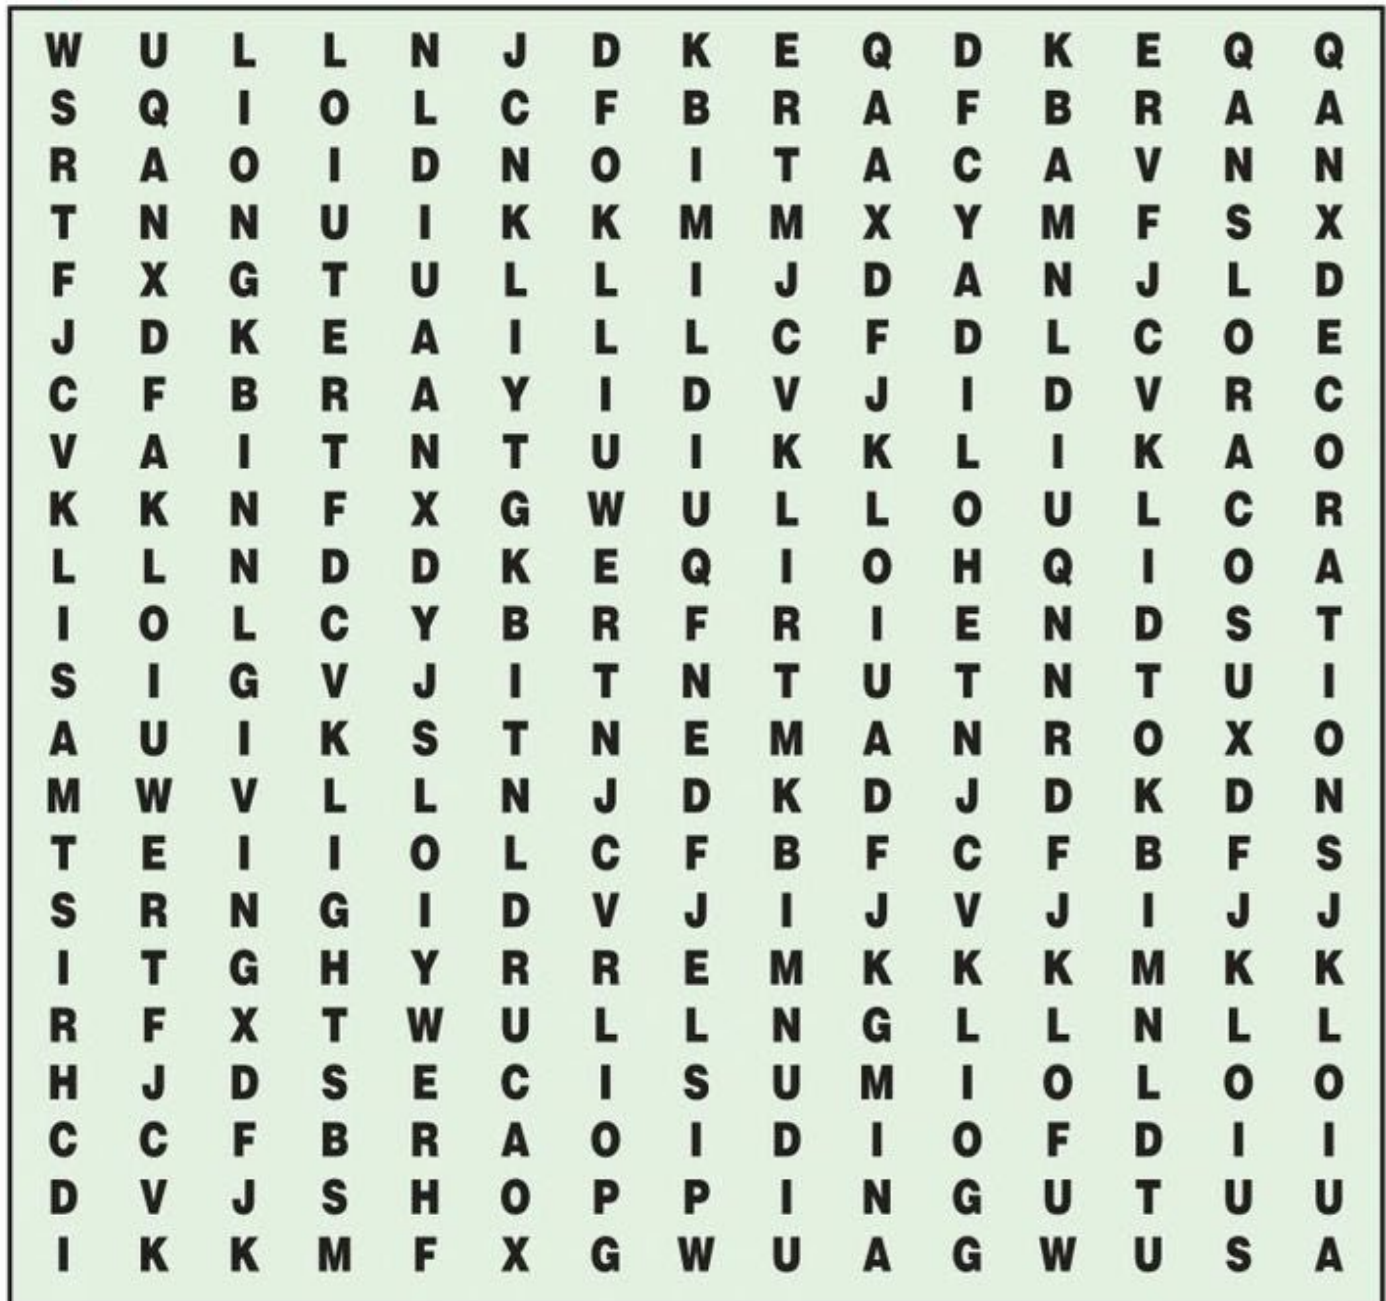 W U L L N J D K E Q D K E Q Q
S Q I O L C F B R A F B R A A
R A O I D N O I T A C A V N N
T N N U I K K M M X Y M F S X
F X G T U L L I J D A N J L D
J D K E A I L L C F D L C O E
C F B R A Y I D V J I D V R C
V A I T N T U I K K L I K A O
K K N F X G W U L L O U L C R
L L N D D K E Q I O H Q I O A
I O L C Y B R F R I E N D S T
S I G V J I T N T U T N T U I
A U I K S T N E M A N R O X O
M W V L L N J D K D J D K D N
T E I I O L C F B F C F B F S
S R N G I D V J I J V J I J J
I T G H Y R R E M K K K M K K
R F X T W U L L N G L L N L L
H J D S E C I S U M I O L O O
C C F B R A O I D I O F D I I
D V J S H O P P I N G U T U U
I K K M F X G W U A G W U S A